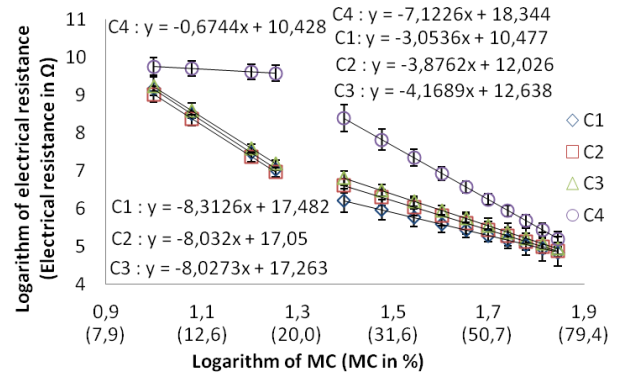 C4 : y = -0,6744x + 10,428
C4 : y = -7,1226x + 18,344
C1: y = -3,0536x + 10,477
C2 : y = -3,8762x + 12,026
C3 : y = -4,1689x + 12,638
C1 : y = -8,3126x + 17,482
C2 : y = -8,032x + 17,05
C3 : y = -8,0273x + 17,263
C1
C2
C3
C4
Logarithm of electrical resistance
(Electrical resistance in Ω)
11
10
9
8
7
6
5
4
0,9 1,1 1,3 1,5 1,7 1,9
(7,9) (12,6) (20,0) (31,6) (50,7) (79,4)
Logarithm of MC (MC in %)